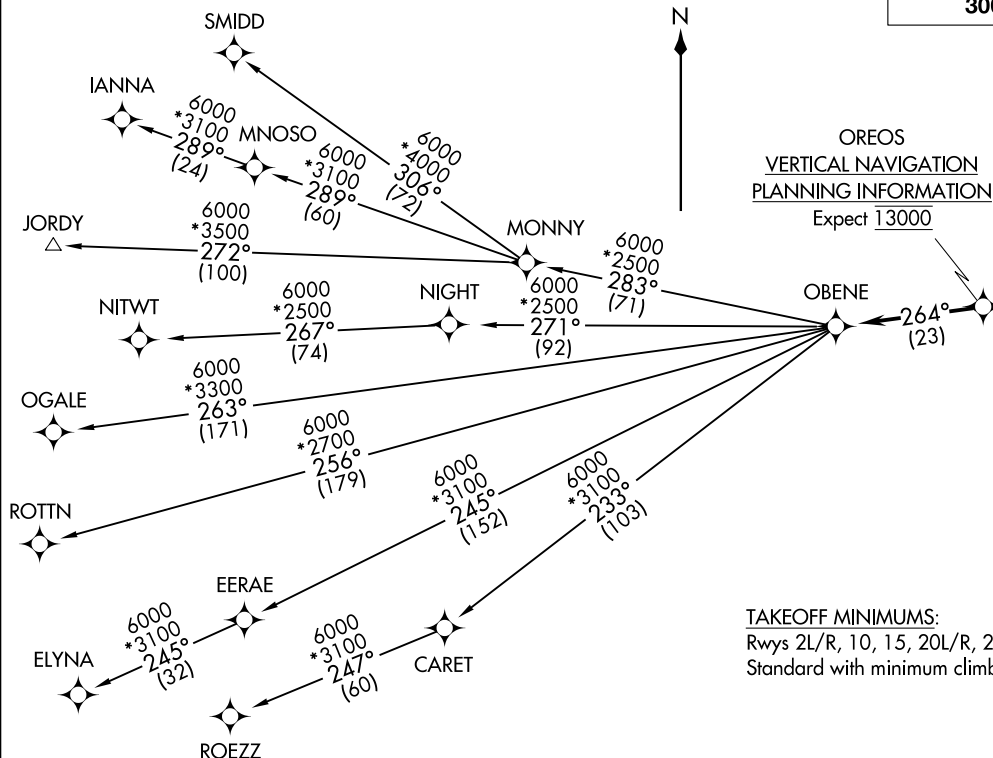 SMIDD
N
300
IANNA
6000
*3100
289°
(24)
MNOSO
6000
*3100
289°
(60)
6000
*4000
306°
(72)
OREOS
VERTICAL NAVIGATION
PLANNING INFORMATION
Expect 13000
JORDY
6000
*3500
272°
(100)
MONNY
6000
*2500
283°
(71)
NITWT
6000
*2500
267°
(74)
NIGHT
6000
*2500
271°
(92)
OBENE
264°
(23)
OGALE
6000
*3300
263°
(171)
6000
*2700
256°
(179)
6000
*3100
245°
(152)
6000
*3100
233°
(103)
ROTTN
EERAE
6000
*3100
245°
(32)
ELYNA
6000
*3100
247°
(60)
CARET
ROEZZ
TAKEOFF MINIMUMS:
Rwys 2L/R, 10, 15, 20L/R, 2
Standard with minimum climb